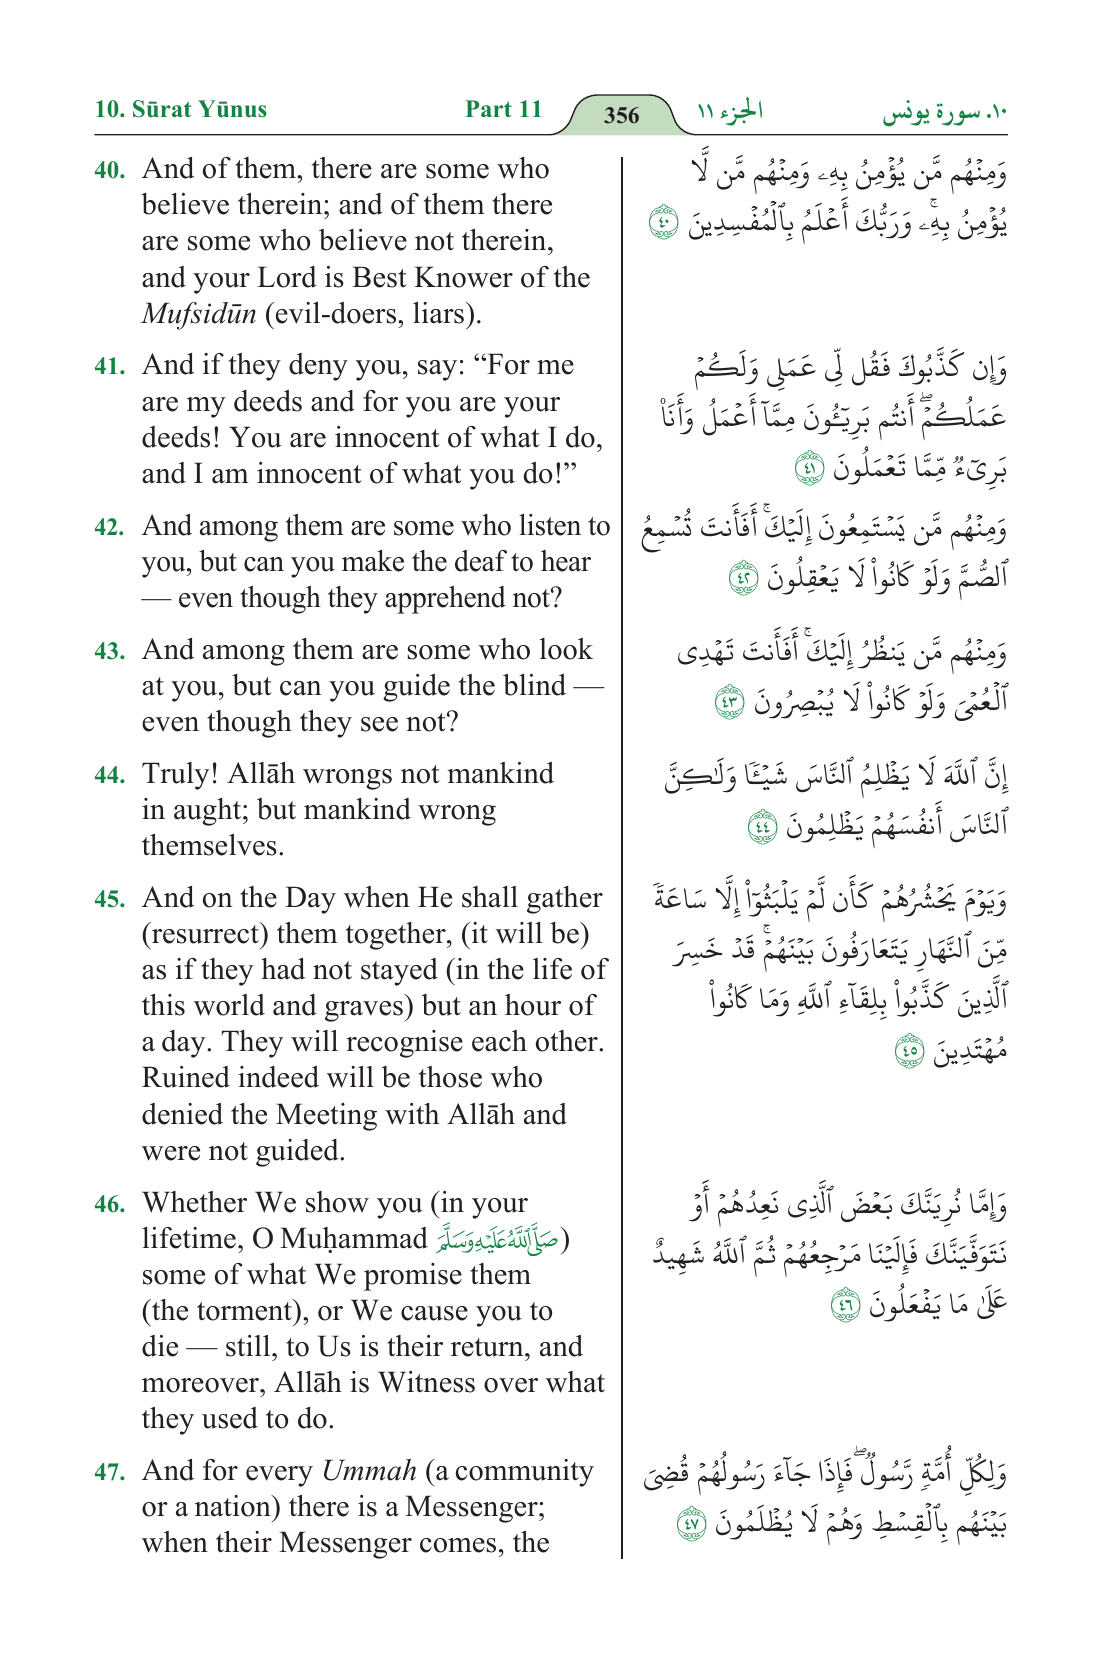 10. Sūrat Yūnus
Part 11
356
الجزء ١١
١٠. سورة يونس
40. And of them, there are some who
believe therein; and of them there
are some who believe not therein,
and your Lord is Best Knower of the
Mufsidūn (evil-doers, liars).
41. And if they deny you, say: “For me
are my deeds and for you are your
deeds! You are innocent of what I do,
and I am innocent of what you do!”
42. And among them are some who listen to
you, but can you make the deaf to hear
— even though they apprehend not?
43. And among them are some who look
at you, but can you guide the blind —
even though they see not?
44. Truly! Allāh wrongs not mankind
in aught; but mankind wrong
themselves.
45. And on the Day when He shall gather
(resurrect) them together, (it will be)
as if they had not stayed (in the life of
this world and graves) but an hour of
a day. They will recognise each other.
Ruined indeed will be those who
denied the Meeting with Allāh and
were not guided.
46. Whether We show you (in your
lifetime, O Muḥammad صَلَّى اللَّهُ عَلَيْهِ وَسَلَّمَ)
some of what We promise them
(the torment), or We cause you to
die — still, to Us is their return, and
moreover, Allāh is Witness over what
they used to do.
47. And for every Ummah (a community
or a nation) there is a Messenger;
when their Messenger comes, the
وَمِنْهُم مَّن يُؤْمِنُ بِهِۦ وَمِنْهُم مَّن لَّا
يُؤْمِنُ بِهِۦۚ وَرَبُّكَ أَعْلَمُ بِٱلْمُفْسِدِينَ ٤٠
وَإِن كَذَّبُوكَ فَقُل لِّى عَمَلِى وَلَكُمْ
عَمَلُكُمْۖ أَنتُم بَرِيٓـُٔونَ مِمَّآ أَعْمَلُ وَأَنَا۠
بَرِىٓءٌ مِّمَّا تَعْمَلُونَ ٤١
وَمِنْهُم مَّن يَسْتَمِعُونَ إِلَيْكَۚ أَفَأَنتَ تُسْمِعُ
ٱلصُّمَّ وَلَوْ كَانُوا۟ لَا يَعْقِلُونَ ٤٢
وَمِنْهُم مَّن يَنظُرُ إِلَيْكَۚ أَفَأَنتَ تَهْدِى
ٱلْعُمْىَ وَلَوْ كَانُوا۟ لَا يُبْصِرُونَ ٤٣
إِنَّ ٱللَّهَ لَا يَظْلِمُ ٱلنَّاسَ شَيْـًٔا وَلَٰكِنَّ
ٱلنَّاسَ أَنفُسَهُمْ يَظْلِمُونَ ٤٤
وَيَوْمَ يَحْشُرُهُمْ كَأَن لَّمْ يَلْبَثُوٓا۟ إِلَّا سَاعَةً
مِّنَ ٱلنَّهَارِ يَتَعَارَفُونَ بَيْنَهُمْۚ قَدْ خَسِرَ
ٱلَّذِينَ كَذَّبُوا۟ بِلِقَآءِ ٱللَّهِ وَمَا كَانُوا۟
مُهْتَدِينَ ٤٥
وَإِمَّا نُرِيَنَّكَ بَعْضَ ٱلَّذِى نَعِدُهُمْ أَوْ
نَتَوَفَّيَنَّكَ فَإِلَيْنَا مَرْجِعُهُمْ ثُمَّ ٱللَّهُ شَهِيدٌ
عَلَىٰ مَا يَفْعَلُونَ ٤٦
وَلِكُلِّ أُمَّةٍ رَّسُولٌۖ فَإِذَا جَآءَ رَسُولُهُمْ قُضِىَ
بَيْنَهُم بِٱلْقِسْطِ وَهُمْ لَا يُظْلَمُونَ ٤٧